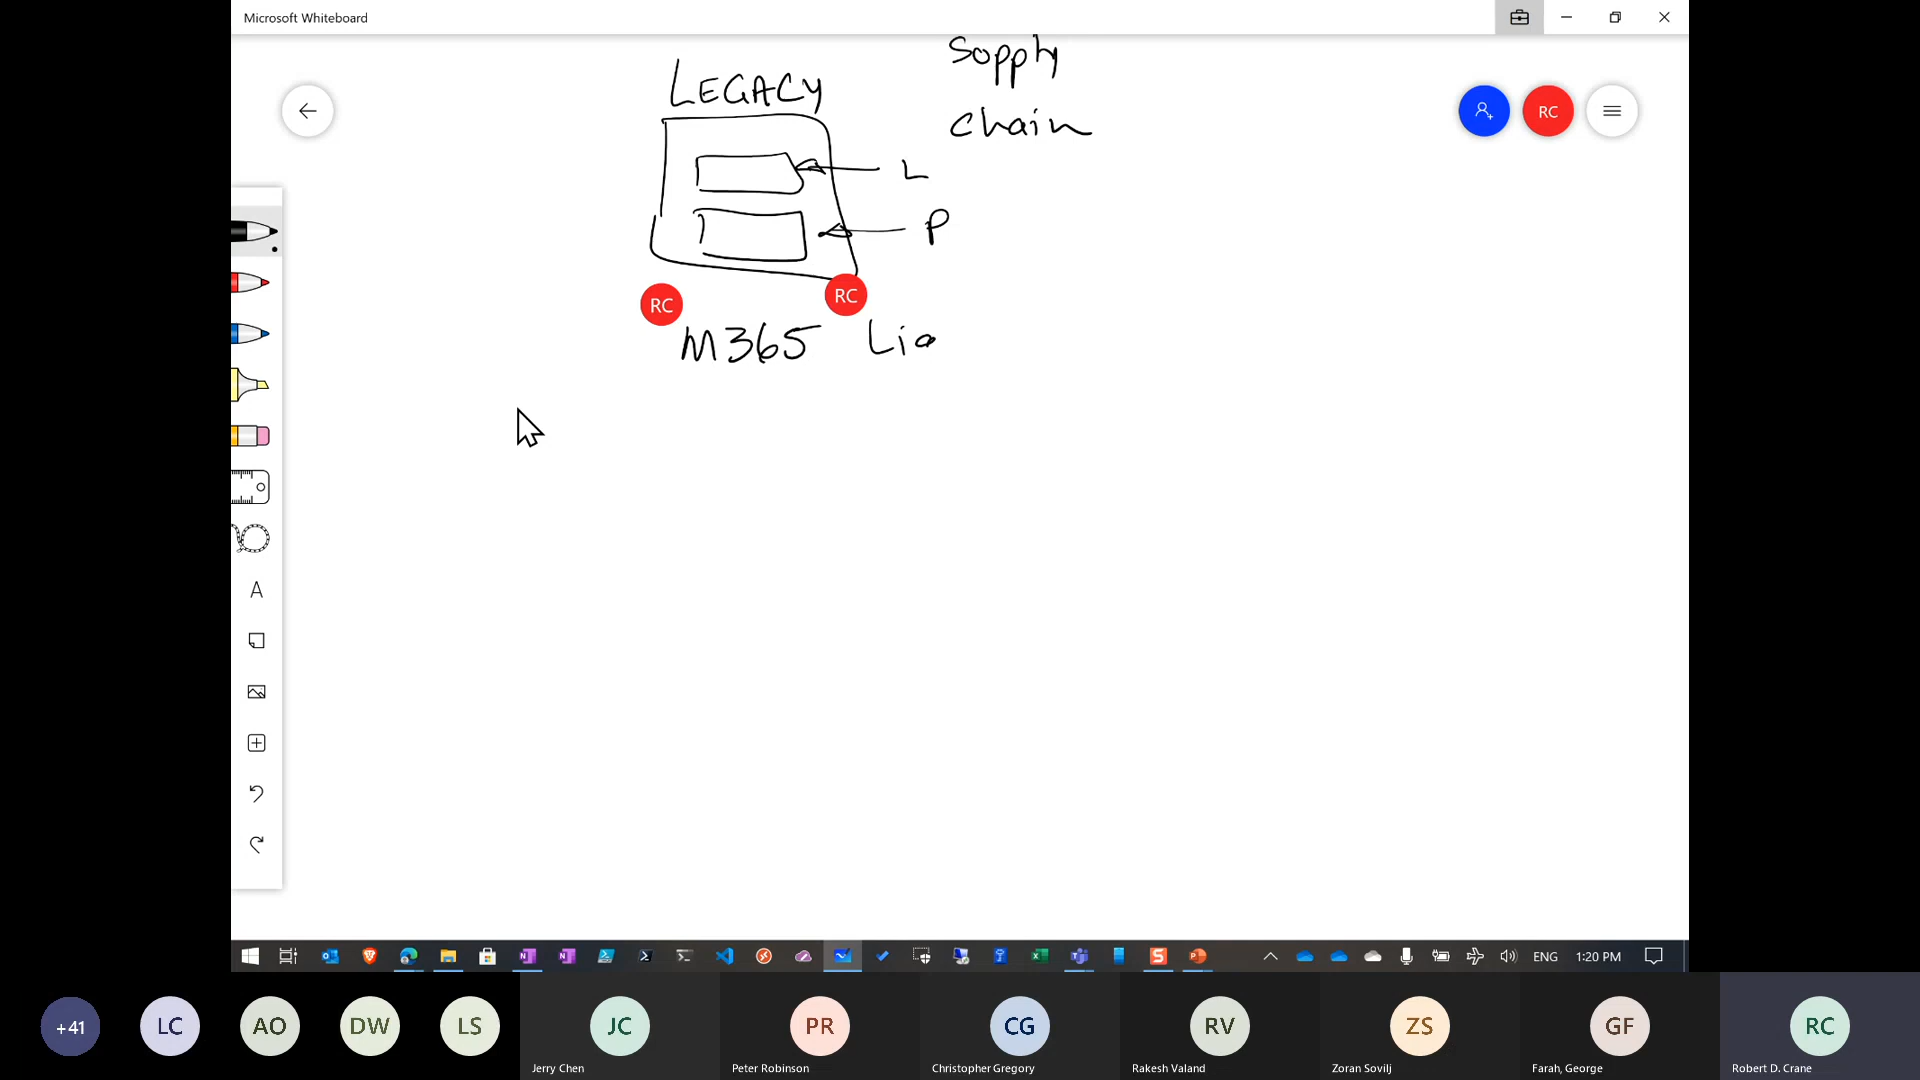 Microsoft Whiteboard
Supply
LEGACY
Chain
RC
L
P
RC
RC
M365 Lic
A
ENG 1:20 PM
+41
LC
AO
DW
LS
JC
PR
CG
RV
ZS
GF
RC
Jerry Chen
Peter Robinson
Christopher Gregory
Rakesh Valand
Zoran Sovilj
Farah, George
Robert D. Crane